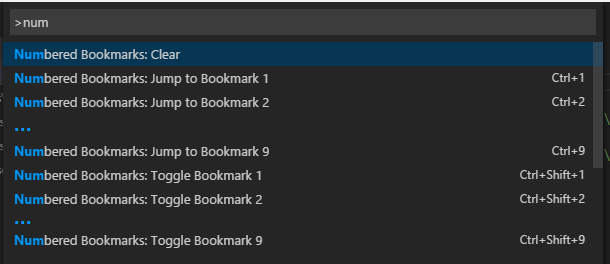 >num
Numbered Bookmarks: Clear
Numbered Bookmarks: Jump to Bookmark 1 Ctrl+1
Numbered Bookmarks: Jump to Bookmark 2 Ctrl+2
...
Numbered Bookmarks: Jump to Bookmark 9 Ctrl+9
Numbered Bookmarks: Toggle Bookmark 1 Ctrl+Shift+1
Numbered Bookmarks: Toggle Bookmark 2 Ctrl+Shift+2
...
Numbered Bookmarks: Toggle Bookmark 9 Ctrl+Shift+9